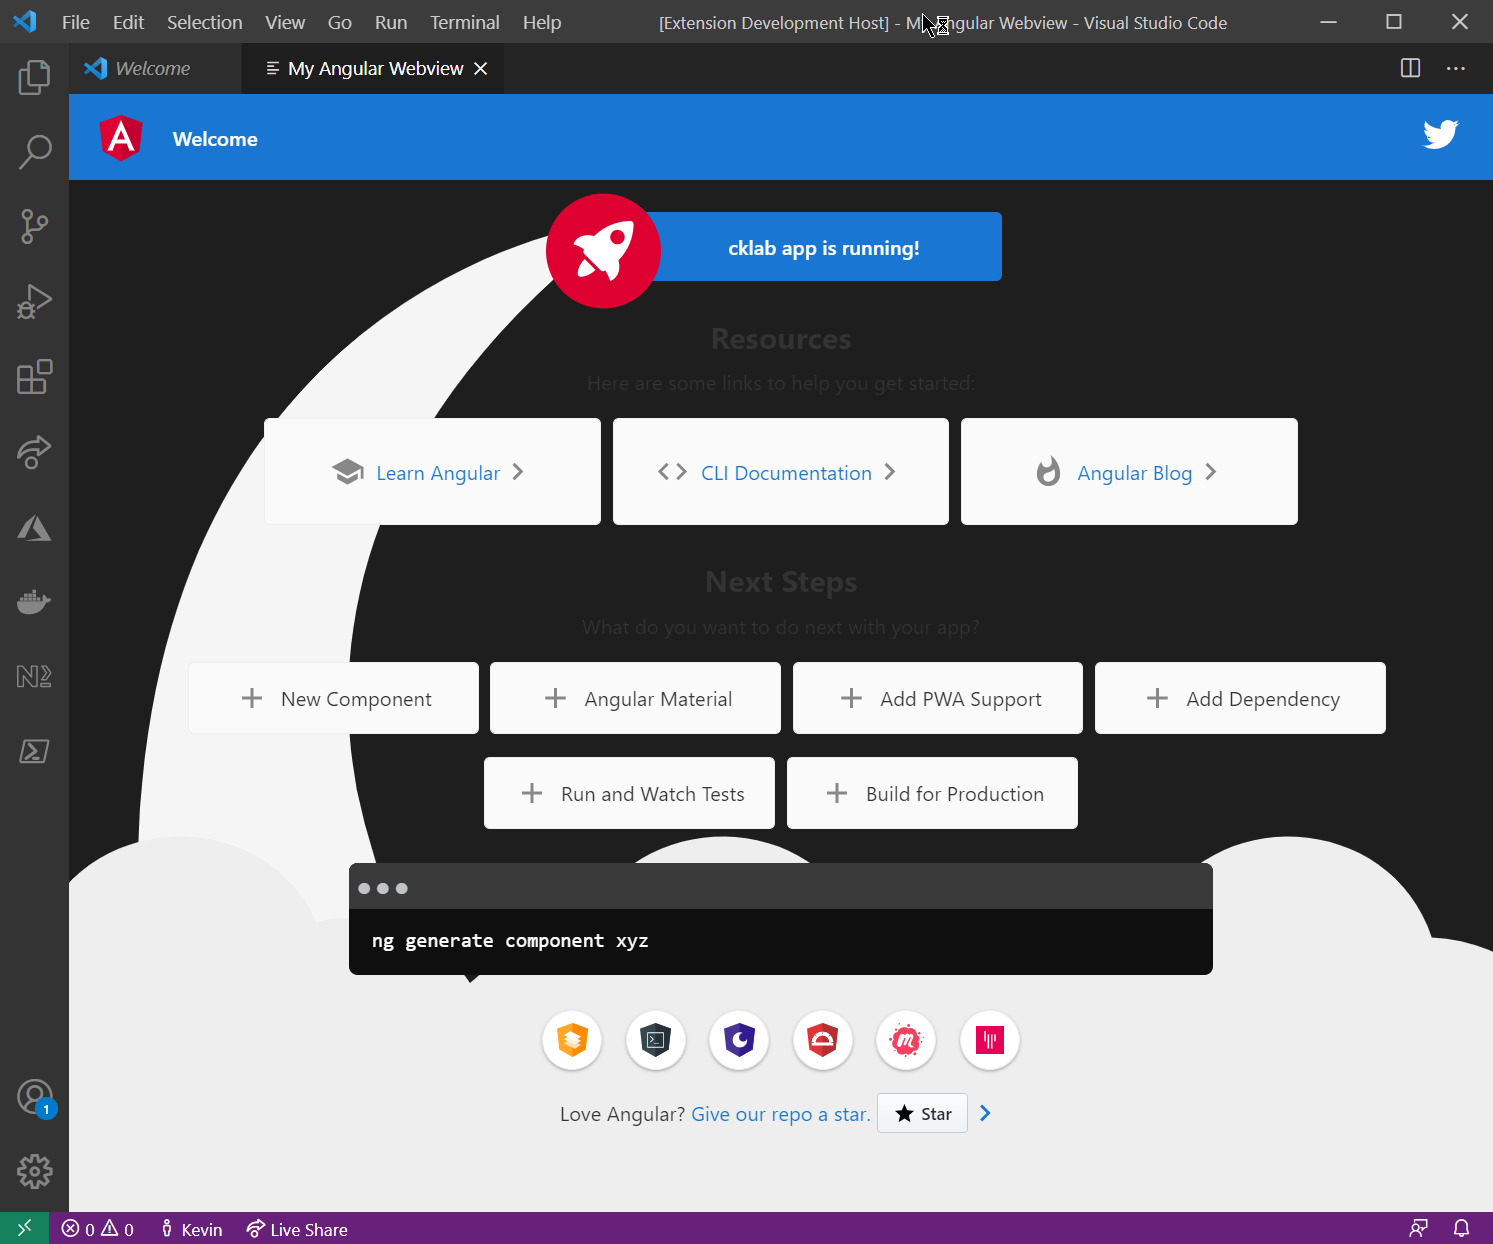 File Edit Selection View Go Run Terminal Help
[Extension Development Host] - My Angular Webview - Visual Studio Code
Welcome
My Angular Webview
Welcome
cklab app is running!
Resources
Here are some links to help you get started:
Learn Angular
CLI Documentation
Angular Blog
Next Steps
What do you want to do next with your app?
New Component
Angular Material
Add PWA Support
Add Dependency
Run and Watch Tests
Build for Production
ng generate component xyz
Love Angular? Give our repo a star. Star
1
0 0 Kevin Live Share